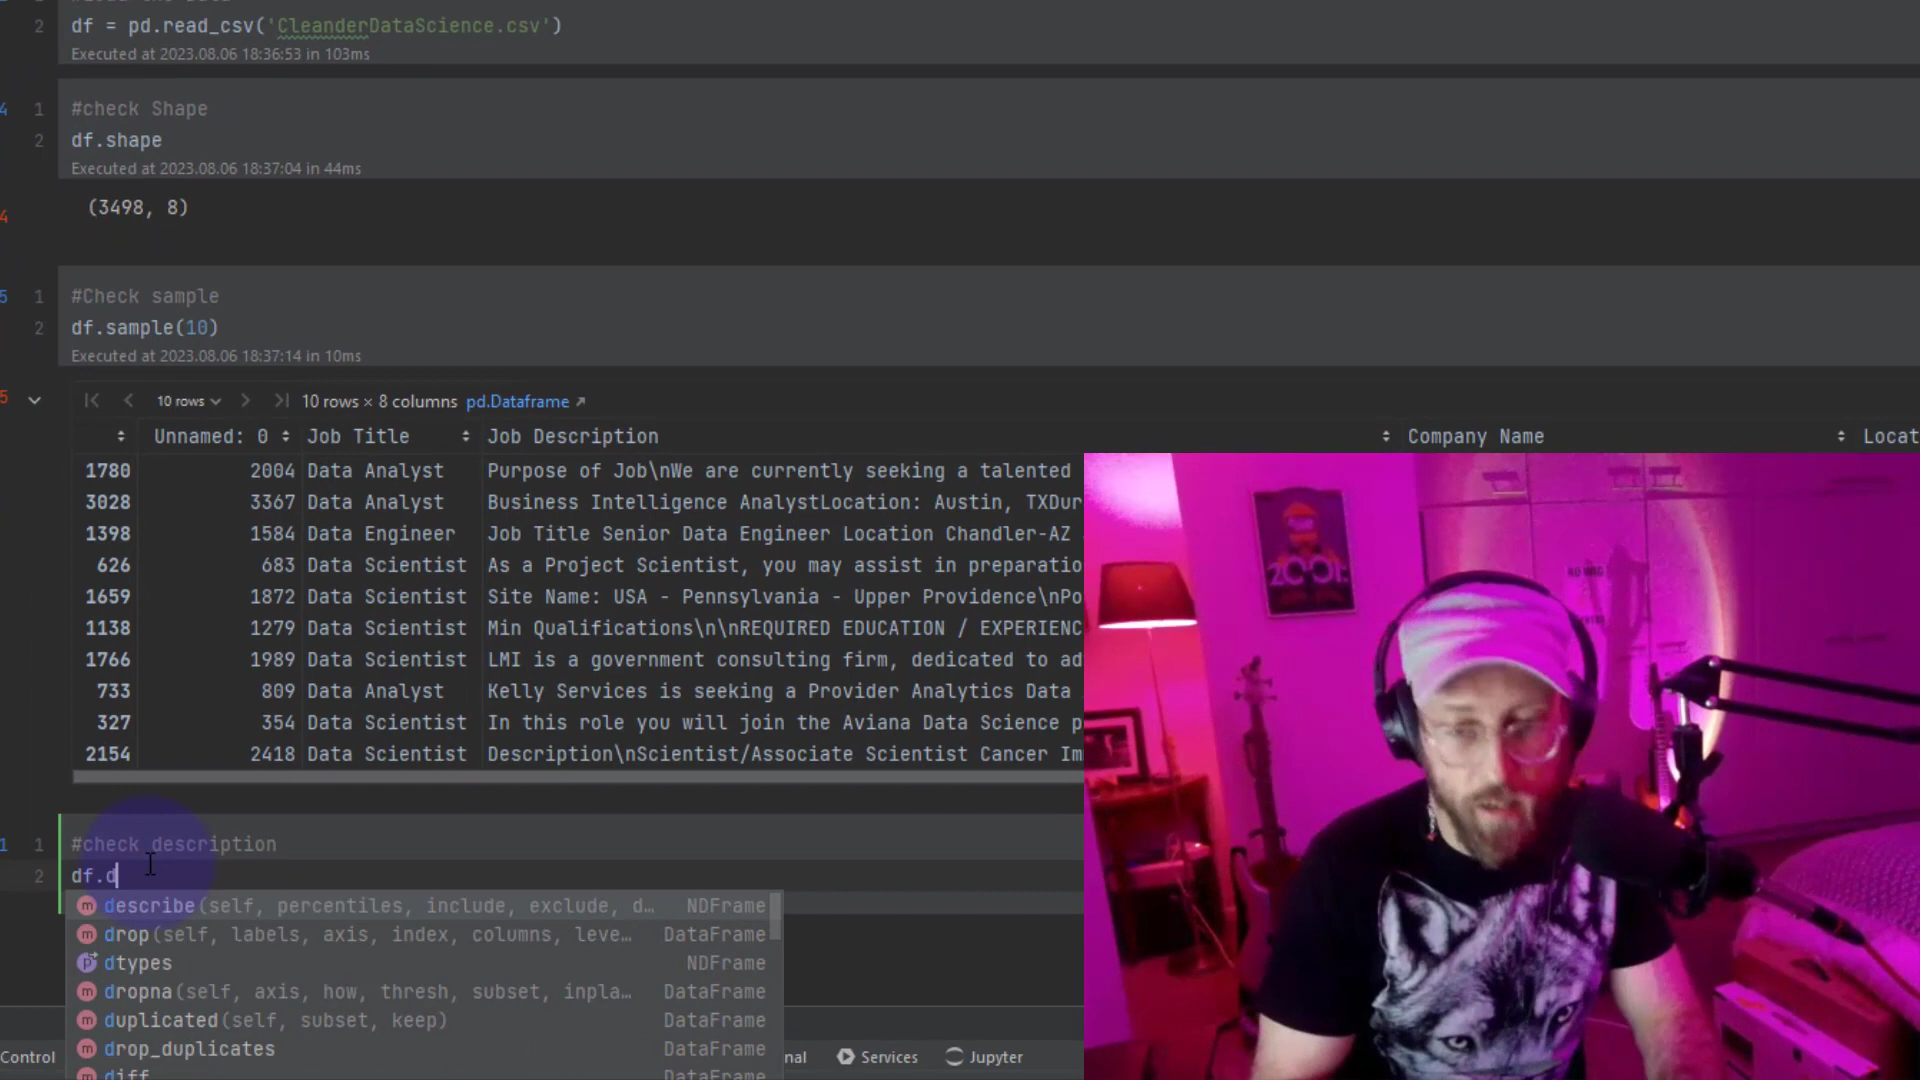 2 df = pd.read_csv('CleanderDataScience.csv')
Executed at 2023.08.06 18:36:53 in 103ms
4 1 #check Shape
2 df.shape
Executed at 2023.08.06 18:37:04 in 44ms
4 (3498, 8)
5 1 #Check sample
2 df.sample(10)
Executed at 2023.08.06 18:37:14 in 10ms
5 10 rows 10 rows × 8 columns pd.Dataframe
Unnamed: 0 Job Title Job Description Company Name Locat
1780 2004 Data Analyst Purpose of Job\nWe are currently seeking a talented
3028 3367 Data Analyst Business Intelligence AnalystLocation: Austin, TXDur
1398 1584 Data Engineer Job Title Senior Data Engineer Location Chandler-AZ
626 683 Data Scientist As a Project Scientist, you may assist in preparatio
1659 1872 Data Scientist Site Name: USA - Pennsylvania - Upper Providence\nPo
1138 1279 Data Scientist Min Qualifications\n\nREQUIRED EDUCATION / EXPERIENC
1766 1989 Data Scientist LMI is a government consulting firm, dedicated to ad
733 809 Data Analyst Kelly Services is seeking a Provider Analytics Data
327 354 Data Scientist In this role you will join the Aviana Data Science p
2154 2418 Data Scientist Description\nScientist/Associate Scientist Cancer Im
2001:
1 1 #check description
2 df.d
describe(self, percentiles, include, exclude, d… NDFrame
drop(self, labels, axis, index, columns, leve… DataFrame
dtypes NDFrame
dropna(self, axis, how, thresh, subset, inpla… DataFrame
duplicated(self, subset, keep) DataFrame
drop_duplicates DataFrame
diff DataFrame
Control nal Services Jupyter